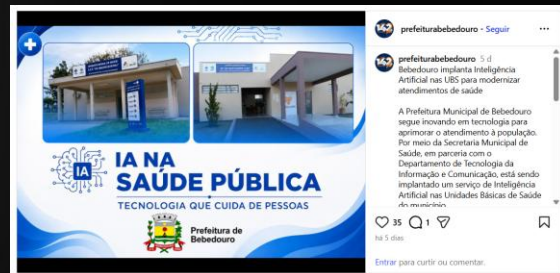 IA
IA NA
SAÚDE PÚBLICA
TECNOLOGIA QUE CUIDA DE PESSOAS
Prefeitura de
Bebedouro
prefeiturabebedouro · Seguir
prefeiturabebedouro 5 d
Bebedouro implanta Inteligência
Artificial nas UBS para modernizar
atendimentos de saúde
A Prefeitura Municipal de Bebedouro
segue inovando em tecnologia para
aprimorar o atendimento à população.
Por meio da Secretaria Municipal de
Saúde, em parceria com o
Departamento de Tecnologia da
Informação e Comunicação, está sendo
implantado um serviço de Inteligência
Artificial nas Unidades Básicas de Saúde
do município
35 1
há 5 dias
Entrar para curtir ou comentar.